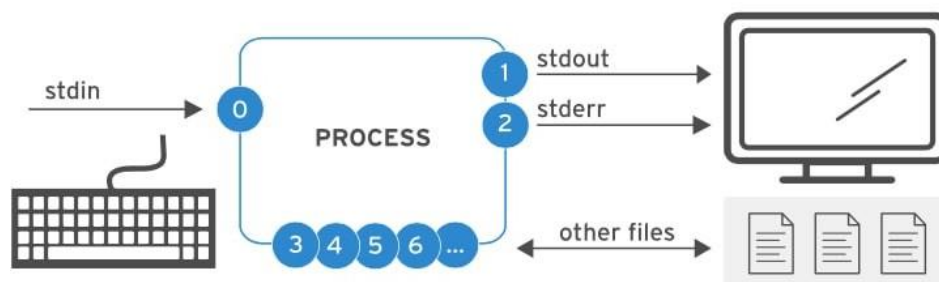 stdin
0
PROCESS
1
stdout
2
stderr
3 4 5 6 ...
other files